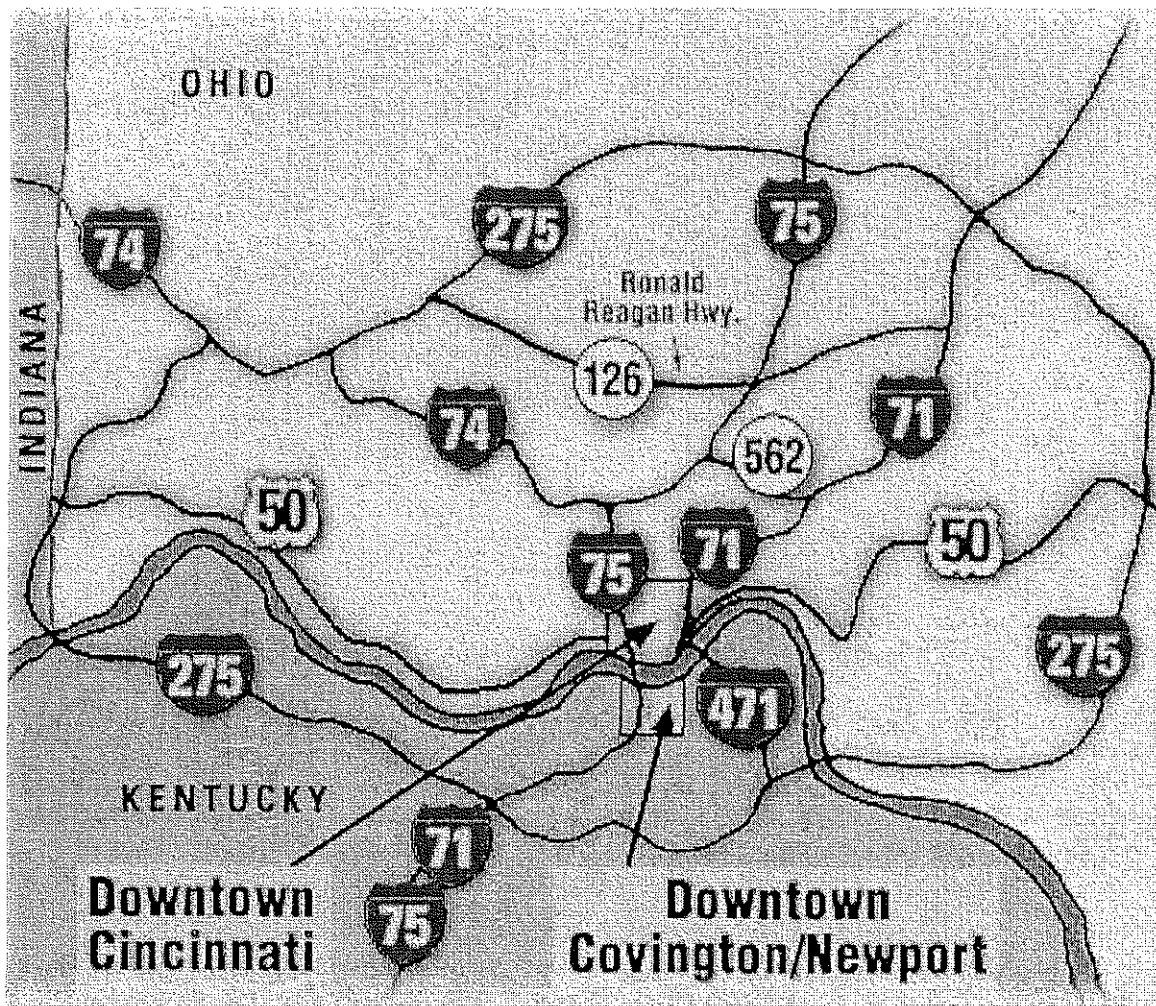 OHIO
74
275
75
Ronald
Reagan Hwy.
126
74
71
562
INDIANA
50
71
50
75
275
471
275
KENTUCKY
71
75
Downtown
Cincinnati
Downtown
Covington/Newport